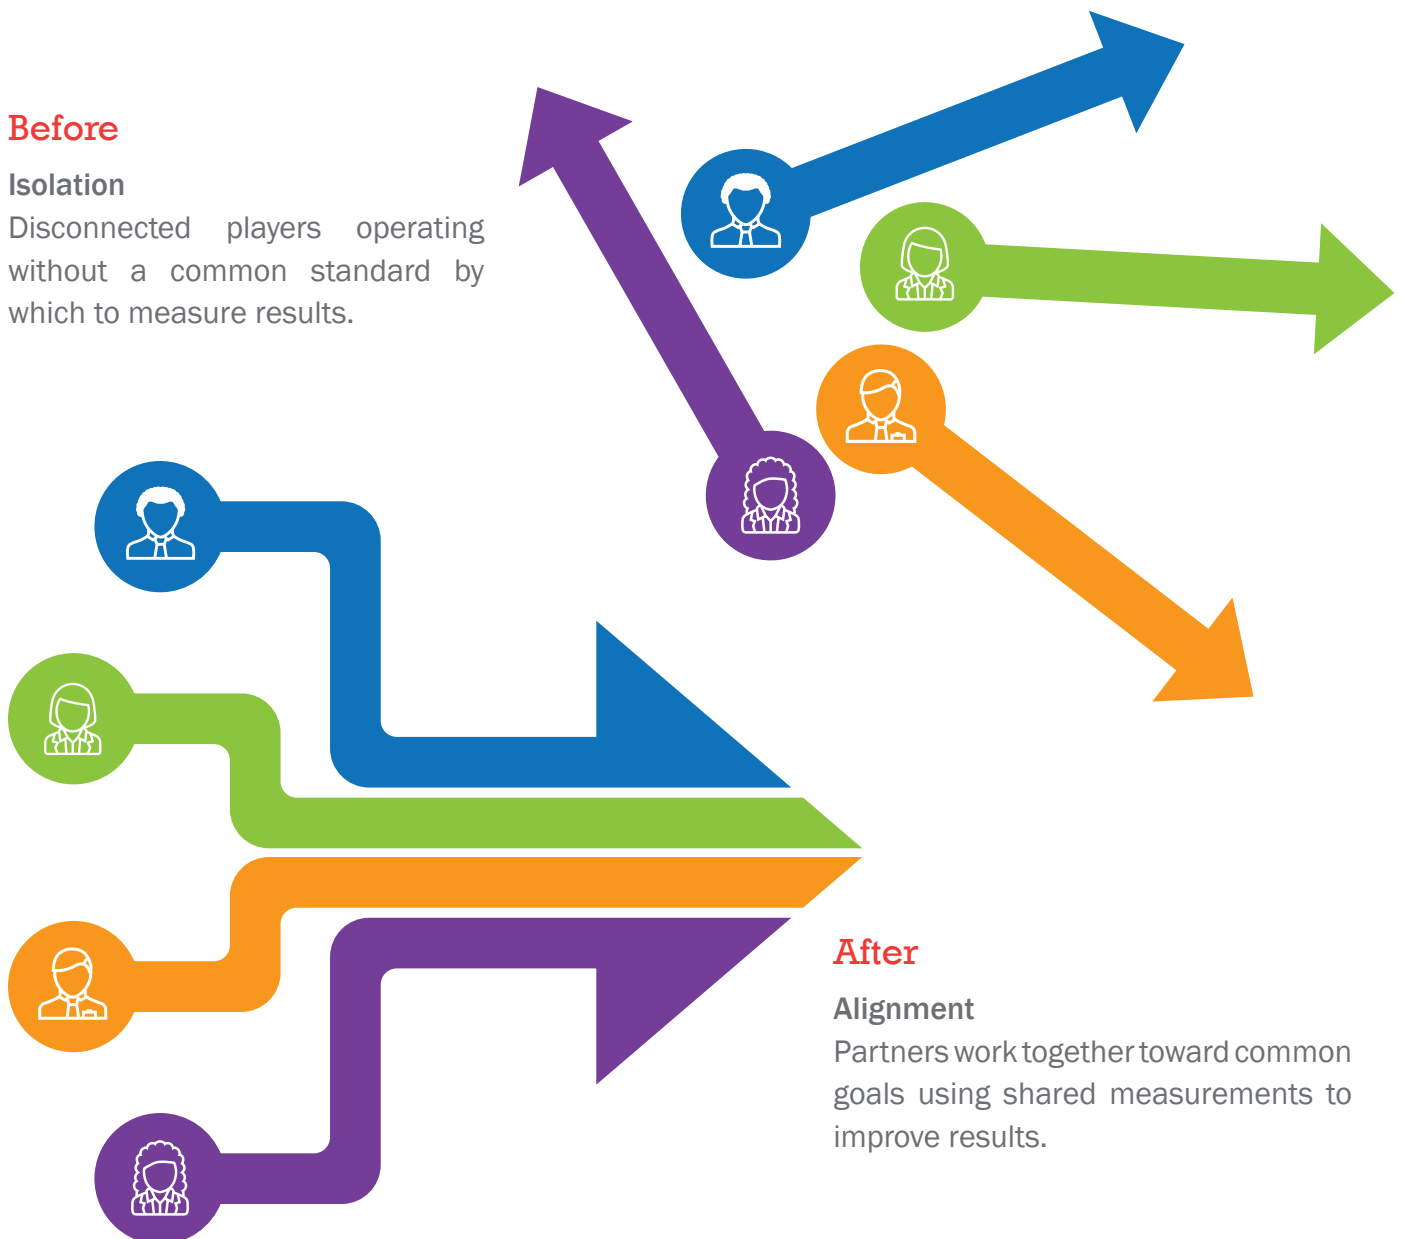 Before
Isolation
Disconnected players operating
without a common standard by
which to measure results.
After
Alignment
Partners work together toward common
goals using shared measurements to
improve results.